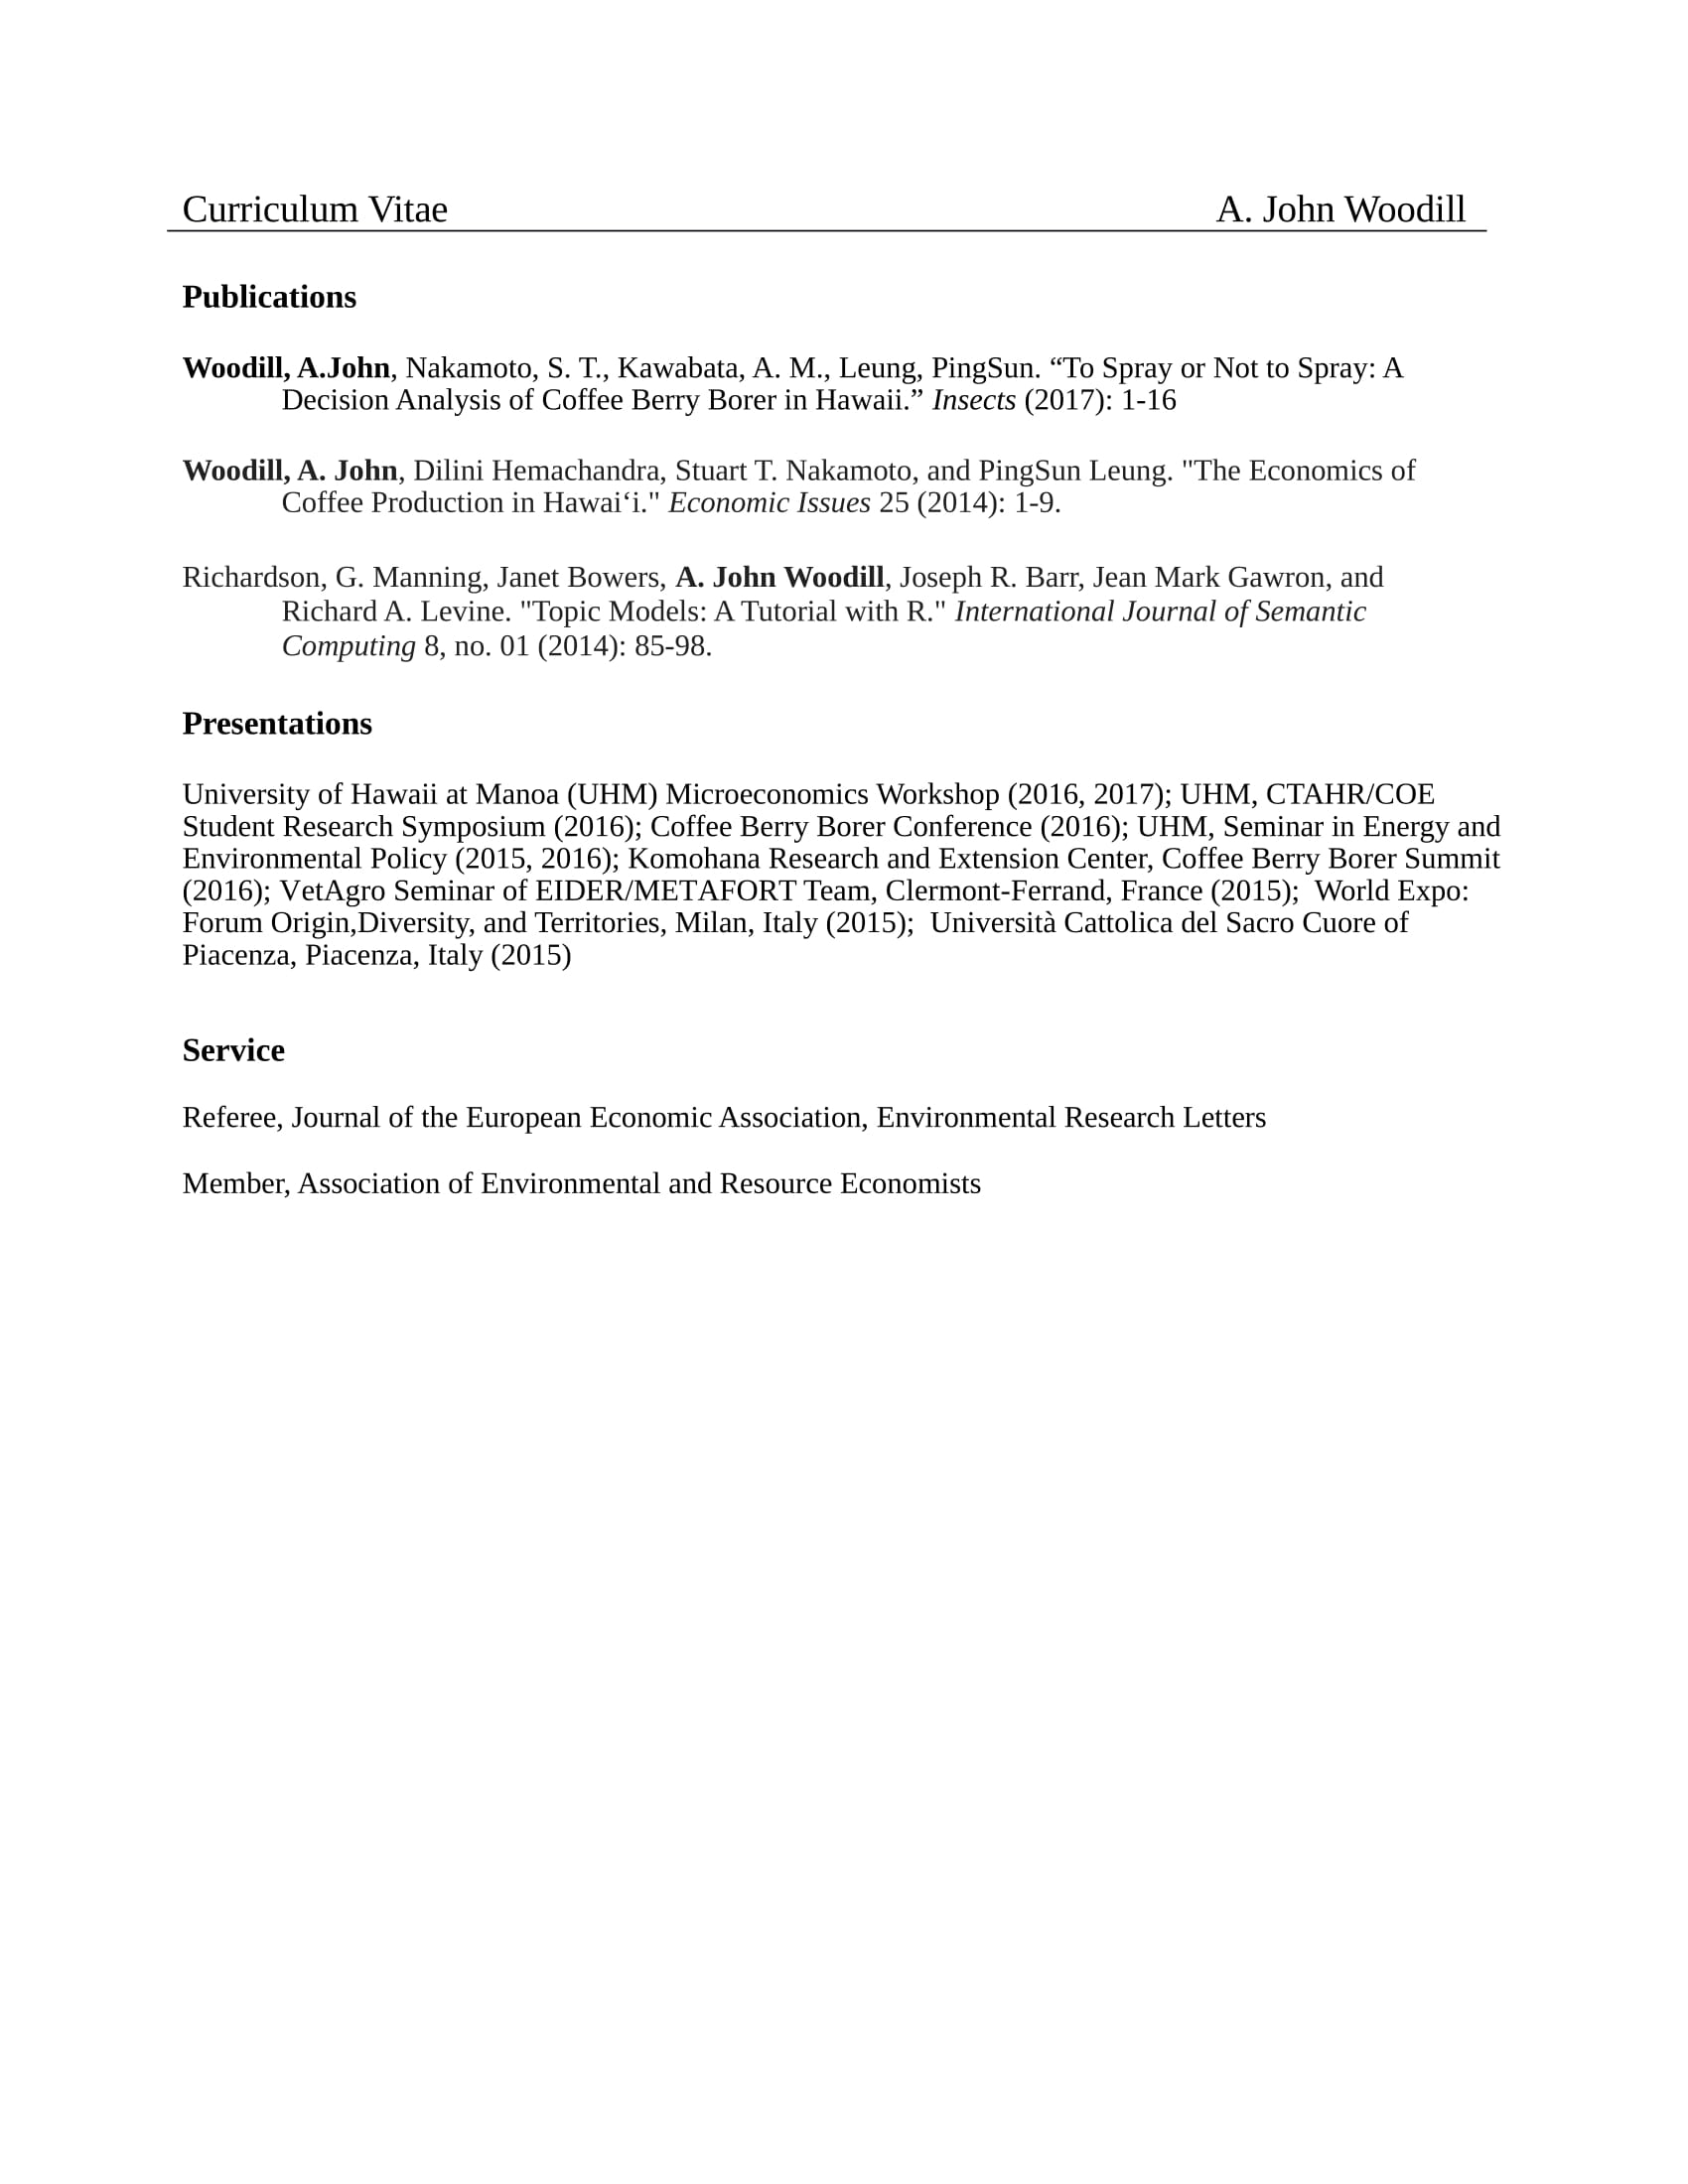 Curriculum Vitae A. John Woodill
Publications
Woodill, A.John, Nakamoto, S. T., Kawabata, A. M., Leung, PingSun. “To Spray or Not to Spray: A
Decision Analysis of Coffee Berry Borer in Hawaii.” Insects (2017): 1-16
Woodill, A. John, Dilini Hemachandra, Stuart T. Nakamoto, and PingSun Leung. "The Economics of
Coffee Production in Hawai‘i." Economic Issues 25 (2014): 1-9.
Richardson, G. Manning, Janet Bowers, A. John Woodill, Joseph R. Barr, Jean Mark Gawron, and
Richard A. Levine. "Topic Models: A Tutorial with R." International Journal of Semantic
Computing 8, no. 01 (2014): 85-98.
Presentations
University of Hawaii at Manoa (UHM) Microeconomics Workshop (2016, 2017); UHM, CTAHR/COE
Student Research Symposium (2016); Coffee Berry Borer Conference (2016); UHM, Seminar in Energy and
Environmental Policy (2015, 2016); Komohana Research and Extension Center, Coffee Berry Borer Summit
(2016); VetAgro Seminar of EIDER/METAFORT Team, Clermont-Ferrand, France (2015);  World Expo:
Forum Origin,Diversity, and Territories, Milan, Italy (2015);  Università Cattolica del Sacro Cuore of
Piacenza, Piacenza, Italy (2015)
Service
Referee, Journal of the European Economic Association, Environmental Research Letters
Member, Association of Environmental and Resource Economists